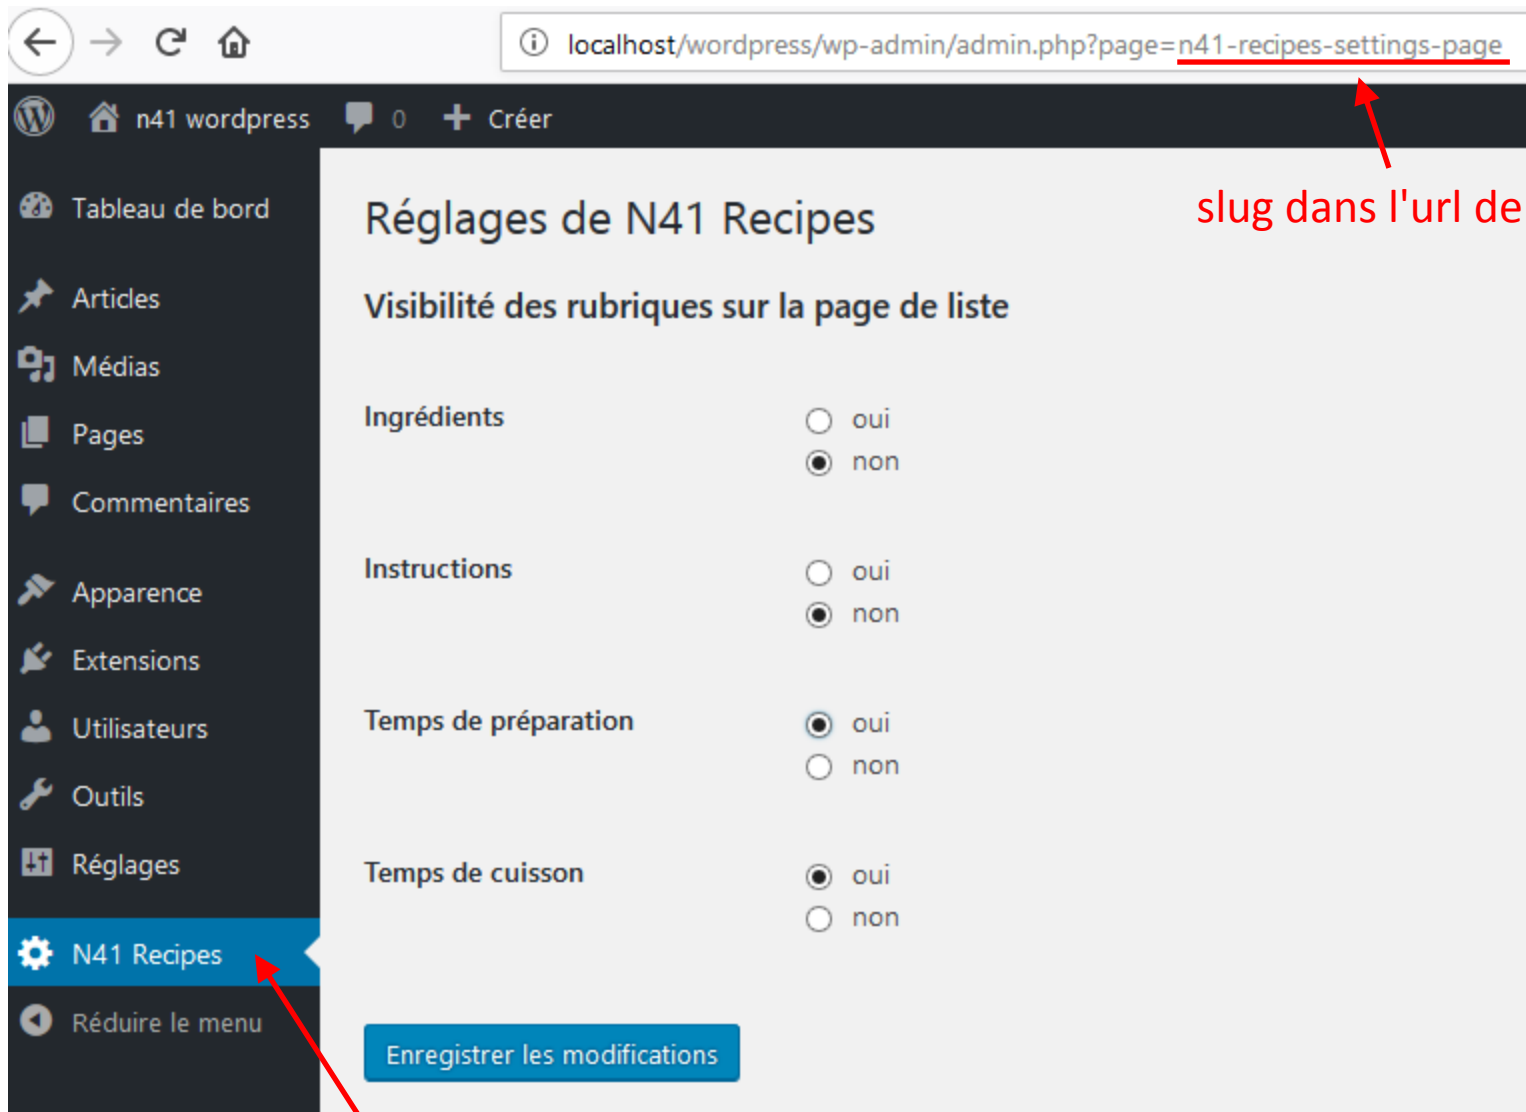 localhost/wordpress/wp-admin/admin.php?page=n41-recipes-settings-page
n41 wordpress 0 Créer
slug dans l'url de
Tableau de bord
Articles
Médias
Pages
Commentaires
Apparence
Extensions
Utilisateurs
Outils
Réglages
N41 Recipes
Réduire le menu
Réglages de N41 Recipes
Visibilité des rubriques sur la page de liste
Ingrédients
oui
non
Instructions
oui
non
Temps de préparation
oui
non
Temps de cuisson
oui
non
Enregistrer les modifications